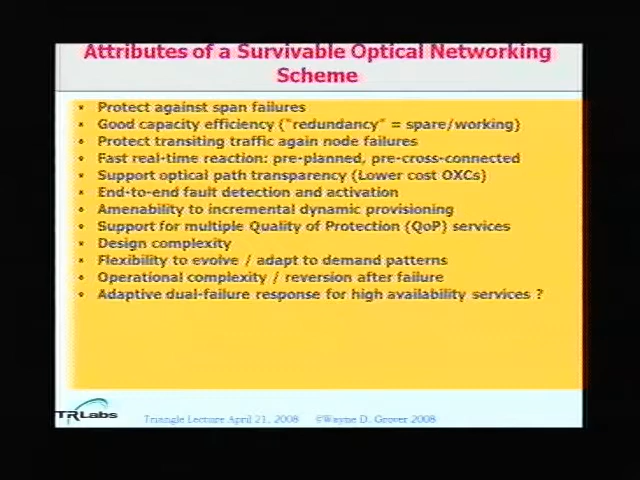 Attributes of a Survivable Optical Networking
Scheme
Protect against span failures
Good capacity efficiency ("redundancy" = spare/working)
Protect transiting traffic again node failures
Fast real-time reaction: pre-planned, pre-cross-connected
Support optical path transparency (Lower cost OXCs)
End-to-end fault detection and activation
Amenability to incremental dynamic provisioning
Support for multiple Quality of Protection (QoP) services
Design complexity
Flexibility to evolve / adapt to demand patterns
Operational complexity / reversion after failure
Adaptive dual-failure response for high availability services ?
TRLabs
Triangle Lecture April 21, 2008 ©Wayne D. Grover 2008